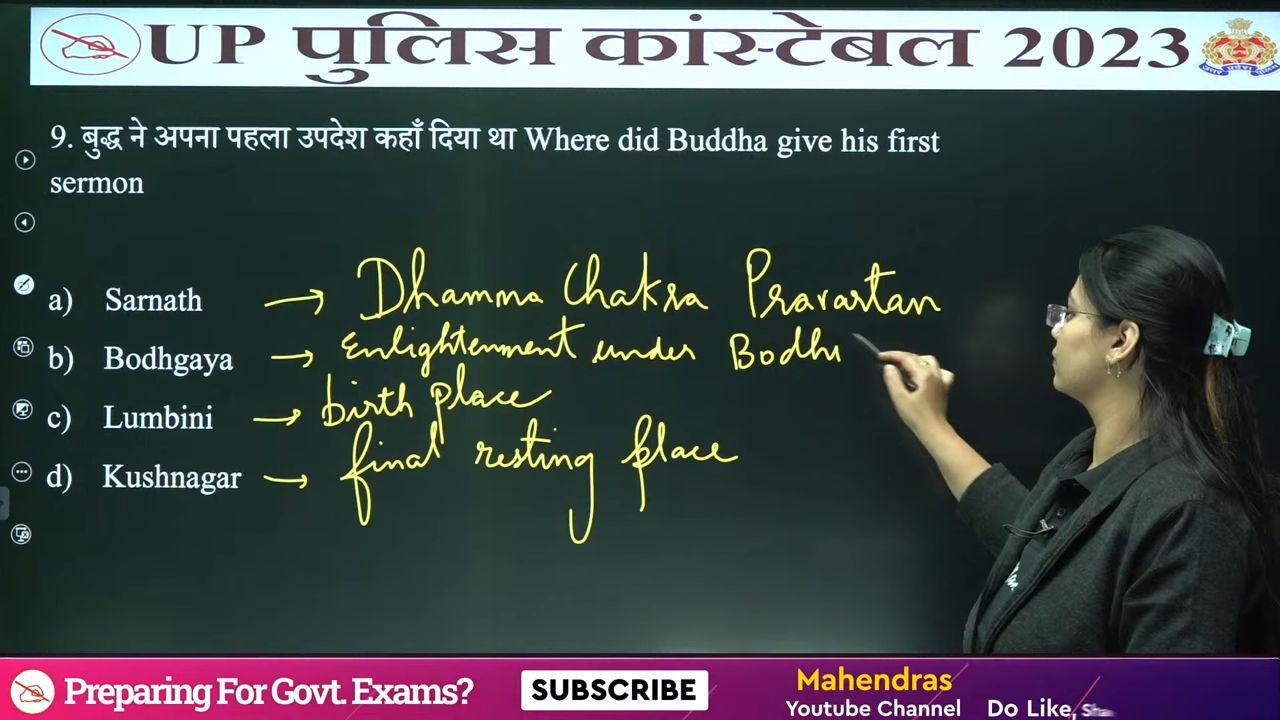 UP पुलिस कांस्टेबल 2023
9. बुद्ध ने अपना पहला उपदेश कहाँ दिया था Where did Buddha give his first
sermon
a) Sarnath → Dhamma Chakra Pravartan
b) Bodhgaya → Enlightenment under Bodhi
c) Lumbini → birth place
d) Kushnagar → final resting place
Preparing For Govt. Exams?
SUBSCRIBE
Mahendras
Youtube Channel Do Like,